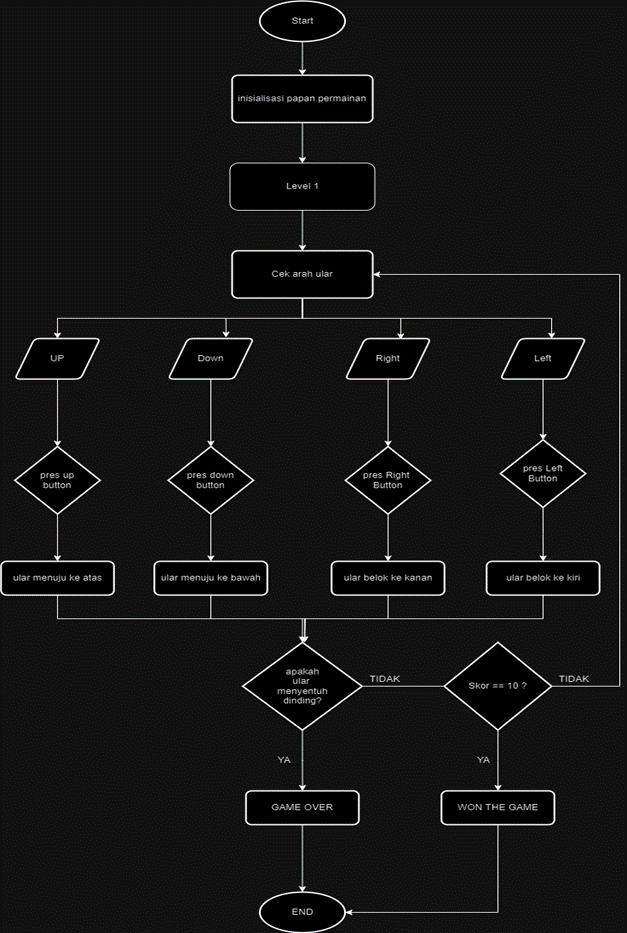 Start
inisialisasi papan permainan
Level 1
Cek arah ular
UP
Down
Right
Left
pres up
button
pres down
button
pres Right
Button
pres Left
Button
ular menuju ke atas
ular menuju ke bawah
ular belok ke kanan
ular belok ke kiri
apakah
ular
menyentuh
dinding?
TIDAK
Skor == 10 ?
TIDAK
YA
YA
GAME OVER
WON THE GAME
END